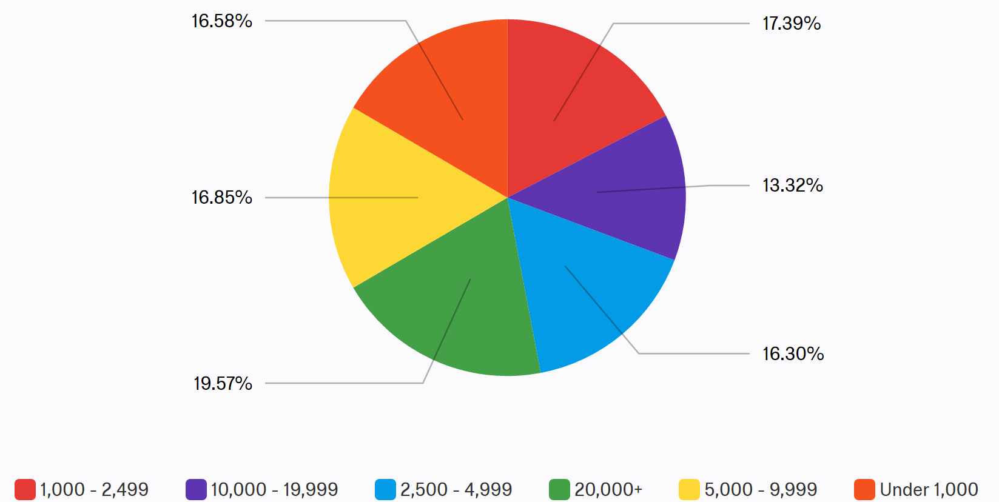 16.58%
17.39%
13.32%
16.85%
16.30%
19.57%
1,000 - 2,499
10,000 - 19,999
2,500 - 4,999
20,000+
5,000 - 9,999
Under 1,000